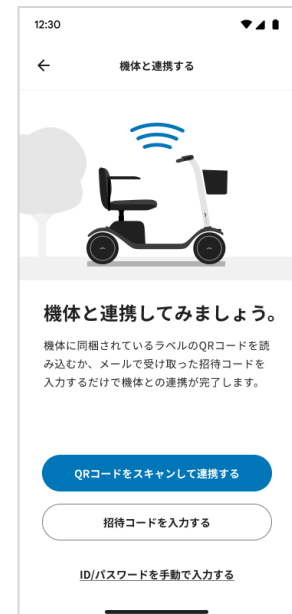 12:30
機体と連携する
機体と連携してみましょう。
機体に同梱されているラベルのQRコードを読
み込むか、メールで受け取った招待コードを
入力するだけで機体との連携が完了します。
QRコードをスキャンして連携する
招待コードを入力する
ID/パスワードを手動で入力する